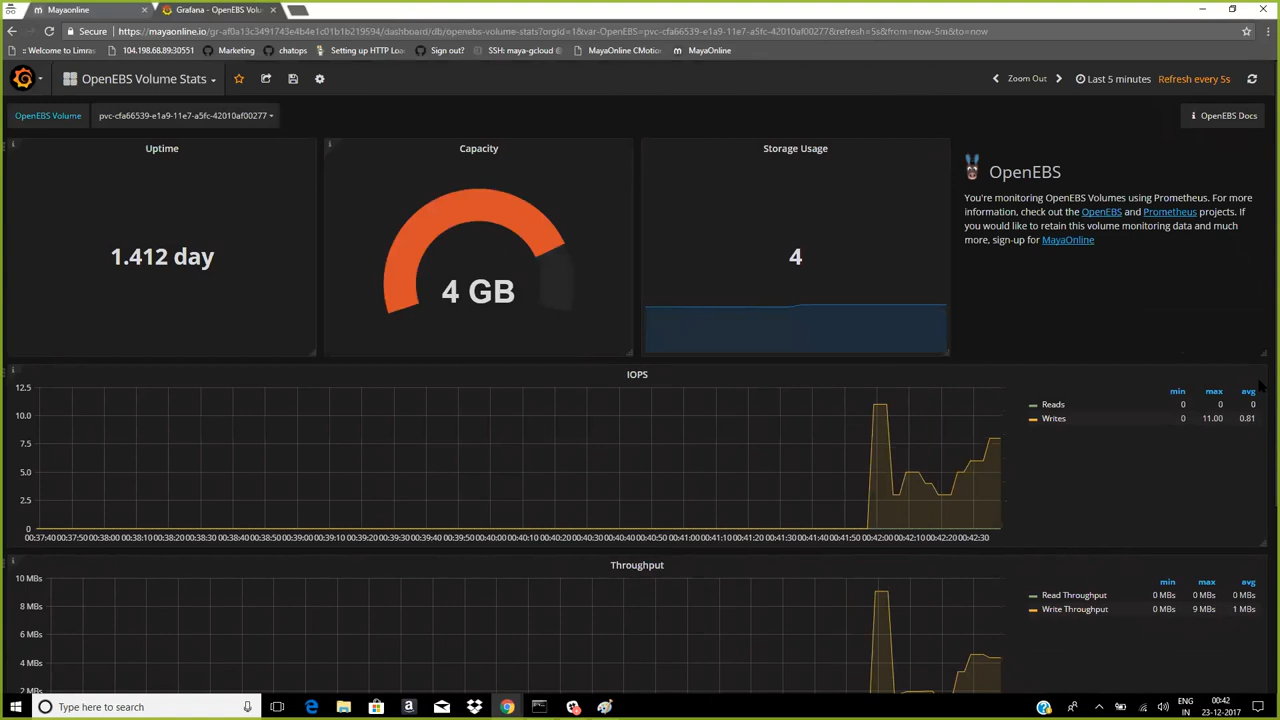 Mayaonline
Grafana - OpenEBS Volu
Secure
https://mayaonline.io/gr-af0a13c3491743e4b4e1c01b1b219594/dashboard/db/openebs-volume-stats?orgId=1&var-OpenEBS=pvc-cfa66539-e1a9-11e7-a5fc-42010af00277&refresh=5s&from=now-5m&to=now
:: Welcome to Limras
104.198.68.89:30551
Marketing
chatops
Setting up HTTP Loa
Sign out?
SSH: maya-gcloud
MayaOnline CMotion
MayaOnline
OpenEBS Volume Stats
Zoom Out
Last 5 minutes
Refresh every 5s
OpenEBS Volume
pvc-cfa66539-e1a9-11e7-a5fc-42010af00277
OpenEBS Docs
Uptime
1.412 day
Capacity
4 GB
Storage Usage
4
OpenEBS
You're monitoring OpenEBS Volumes using Prometheus. For more
information, check out the OpenEBS and Prometheus projects. If
you would like to retain this volume monitoring data and much
more, sign-up for MayaOnline
IOPS
12.5
10.0
7.5
5.0
2.5
0
00:37:40 00:37:50 00:38:00 00:38:10 00:38:20 00:38:30 00:38:40 00:38:50 00:39:00 00:39:10 00:39:20 00:39:30 00:39:40 00:39:50 00:40:00 00:40:10 00:40:20 00:40:30 00:40:40 00:40:50 00:41:00 00:41:10 00:41:20 00:41:30 00:41:40 00:41:50 00:42:00 00:42:10 00:42:20 00:42:30
min max avg
Reads 0 0 0
Writes 0 11.00 0.81
Throughput
10 MBs
8 MBs
6 MBs
4 MBs
2 MBs
min max avg
Read Throughput 0 MBs 0 MBs 0 MBs
Write Throughput 0 MBs 9 MBs 1 MBs
Type here to search
ENG
IN
00:42
23-12-2017